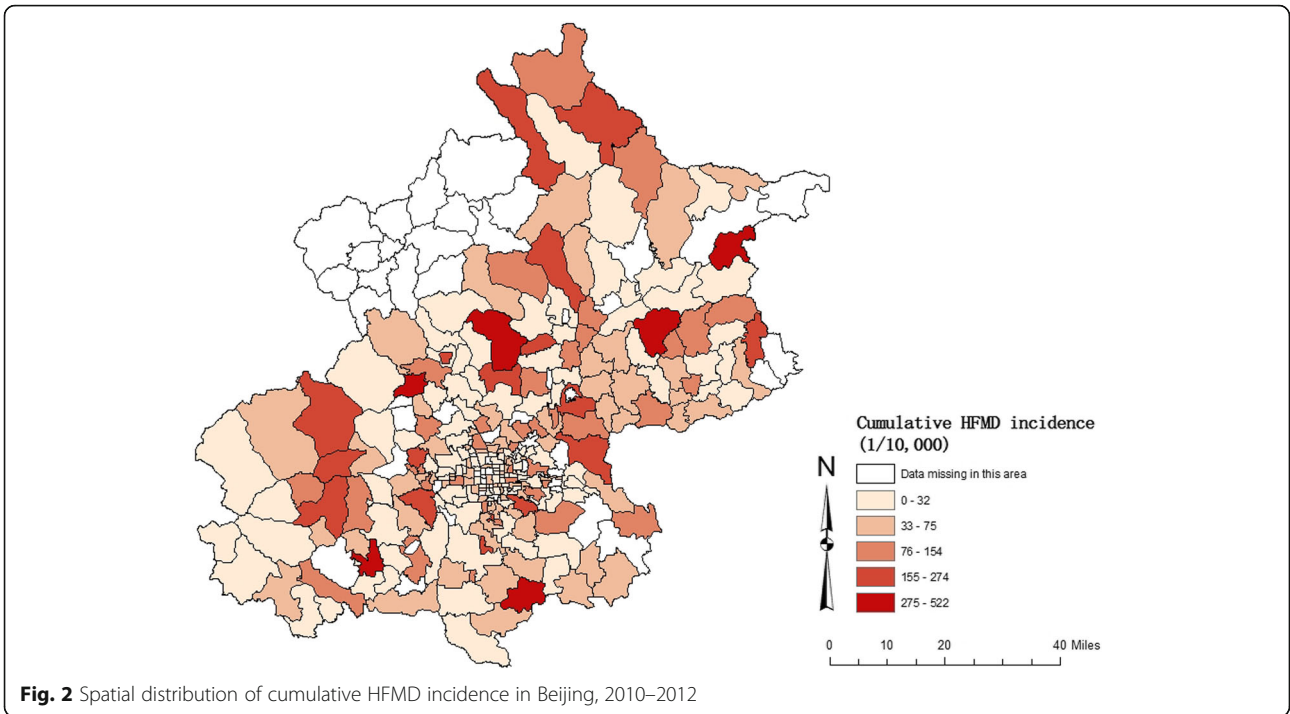 Cumulative HFMD incidence
(1/10,000)
N
Data missing in this area
0 - 32
33 - 75
76 - 154
155 - 274
275 - 522
0 10 20 40 Miles
Fig. 2 Spatial distribution of cumulative HFMD incidence in Beijing, 2010–2012